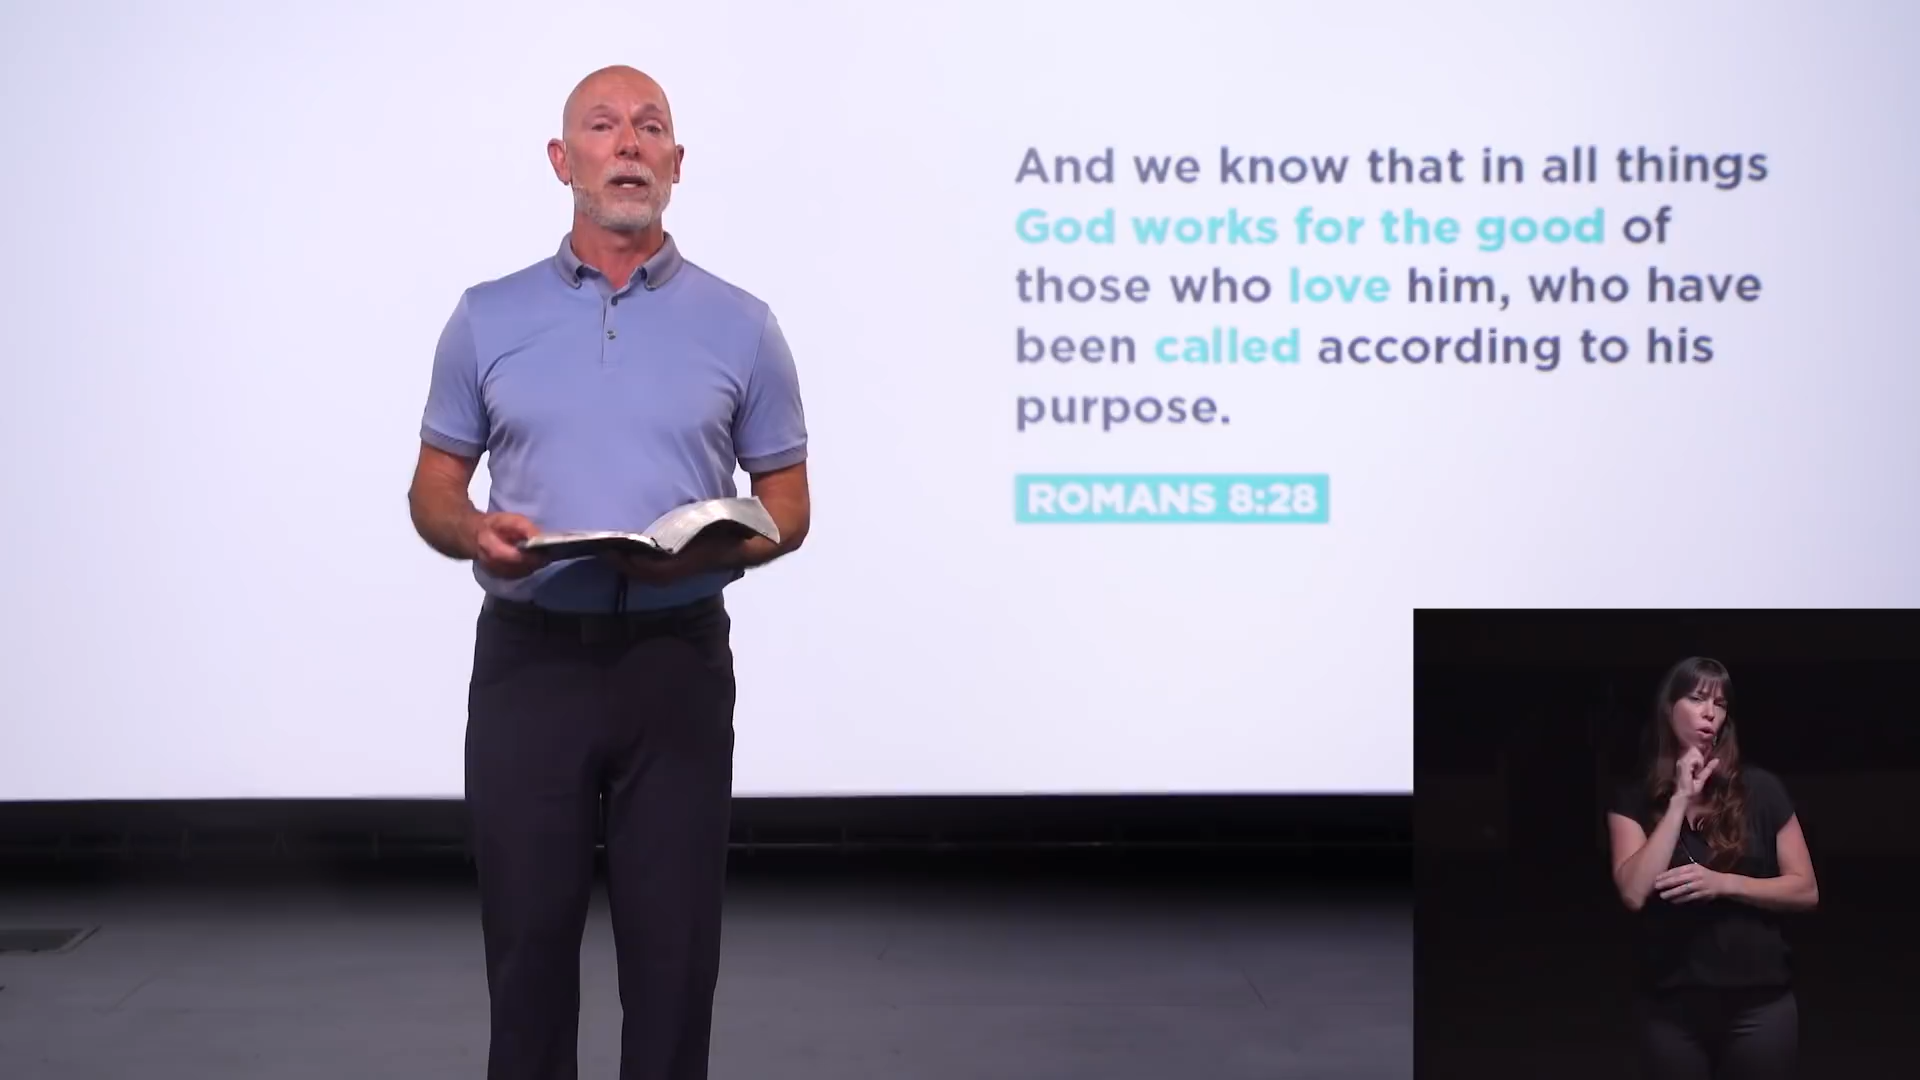 And we know that in all things
God works for the good of
those who love him, who have
been called according to his
purpose.
ROMANS 8:28